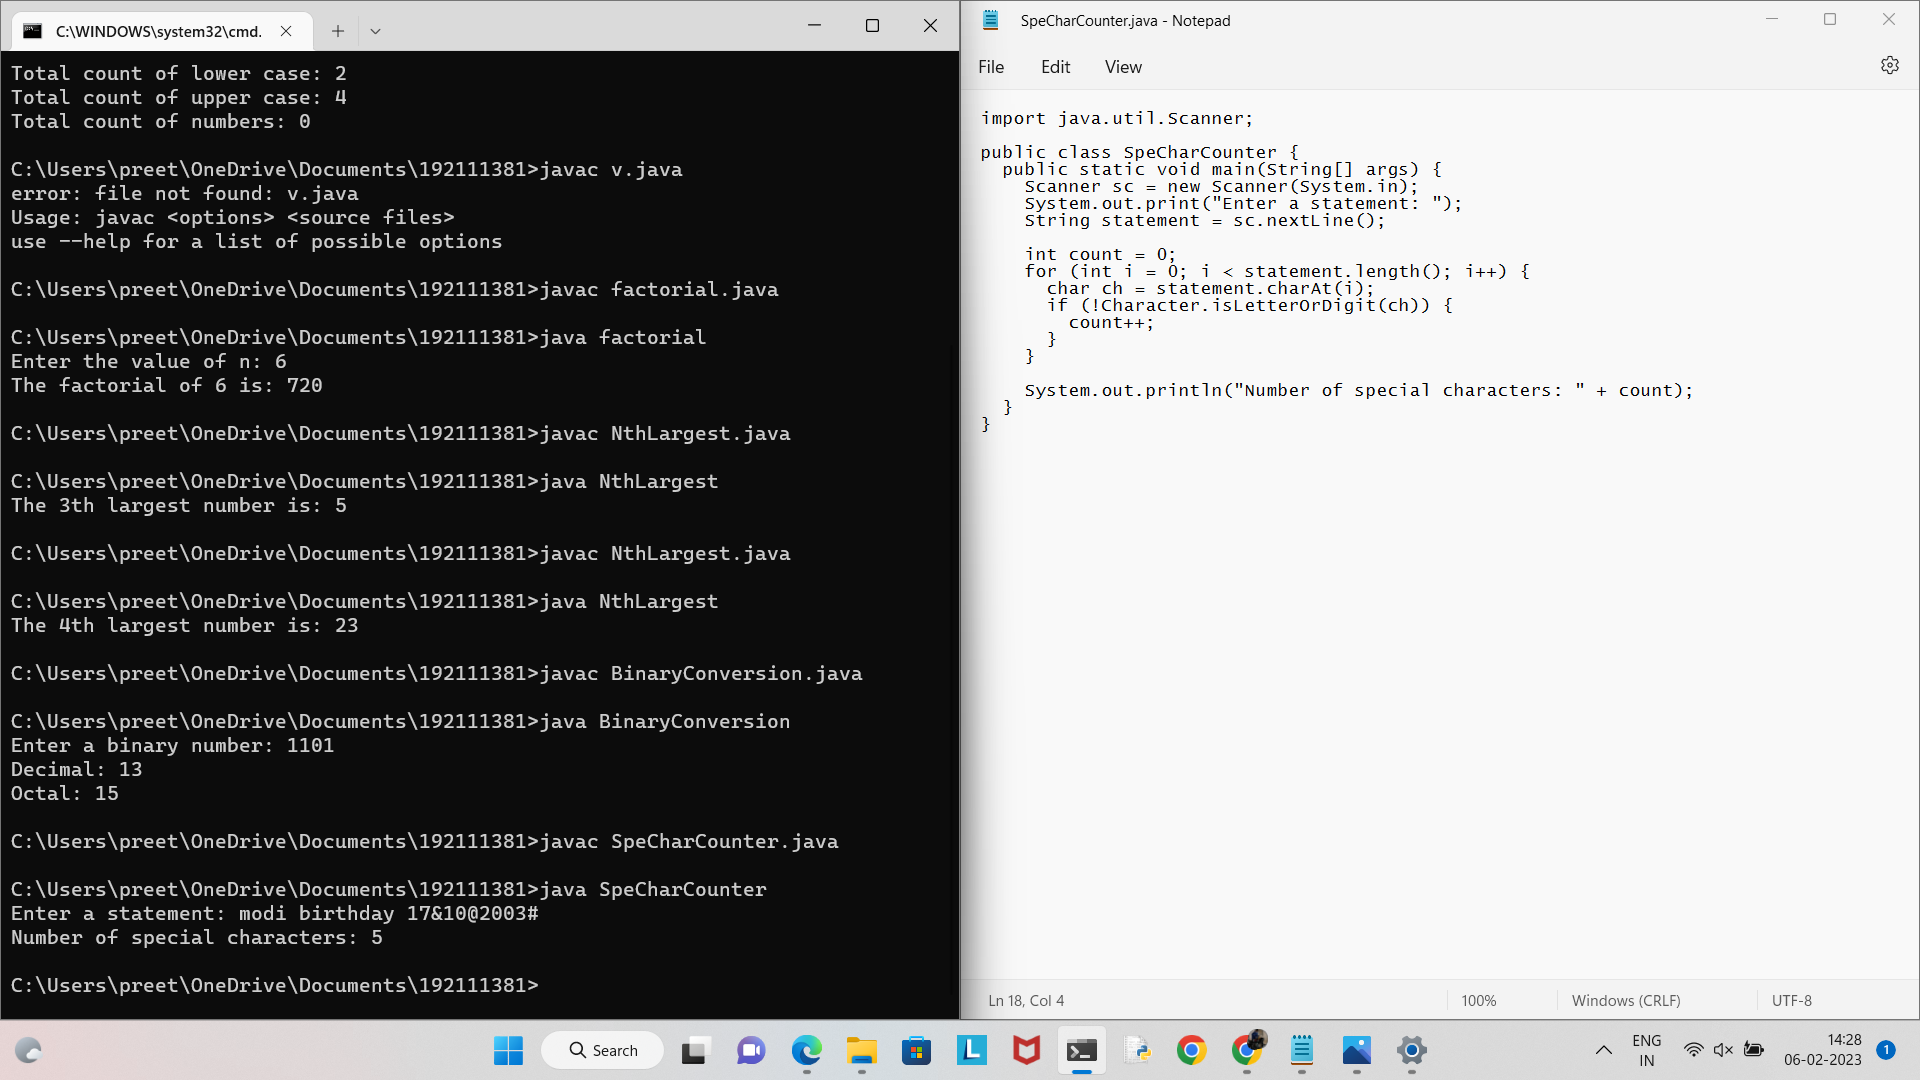 C:\WINDOWS\system32\cmd.
Total count of lower case: 2
Total count of upper case: 4
Total count of numbers: 0
C:\Users\preet\OneDrive\Documents\192111381>javac v.java
error: file not found: v.java
Usage: javac <options> <source files>
use --help for a list of possible options
C:\Users\preet\OneDrive\Documents\192111381>javac factorial.java
C:\Users\preet\OneDrive\Documents\192111381>java factorial
Enter the value of n: 6
The factorial of 6 is: 720
C:\Users\preet\OneDrive\Documents\192111381>javac NthLargest.java
C:\Users\preet\OneDrive\Documents\192111381>java NthLargest
The 3th largest number is: 5
C:\Users\preet\OneDrive\Documents\192111381>javac NthLargest.java
C:\Users\preet\OneDrive\Documents\192111381>java NthLargest
The 4th largest number is: 23
C:\Users\preet\OneDrive\Documents\192111381>javac BinaryConversion.java
C:\Users\preet\OneDrive\Documents\192111381>java BinaryConversion
Enter a binary number: 1101
Decimal: 13
Octal: 15
C:\Users\preet\OneDrive\Documents\192111381>javac SpeCharCounter.java
C:\Users\preet\OneDrive\Documents\192111381>java SpeCharCounter
Enter a statement: modi birthday 17&10@2003#
Number of special characters: 5
C:\Users\preet\OneDrive\Documents\192111381>
SpeCharCounter.java - Notepad
File Edit View
import java.util.Scanner;
public class SpeCharCounter {
  public static void main(String[] args) {
    Scanner sc = new Scanner(System.in);
    System.out.print("Enter a statement: ");
    String statement = sc.nextLine();
    int count = 0;
    for (int i = 0; i < statement.length(); i++) {
      char ch = statement.charAt(i);
      if (!Character.isLetterOrDigit(ch)) {
        count++;
      }
    }
    System.out.println("Number of special characters: " + count);
  }
}
Ln 18, Col 4 100% Windows (CRLF) UTF-8
Search
L
ENG
IN
14:28
06-02-2023
1